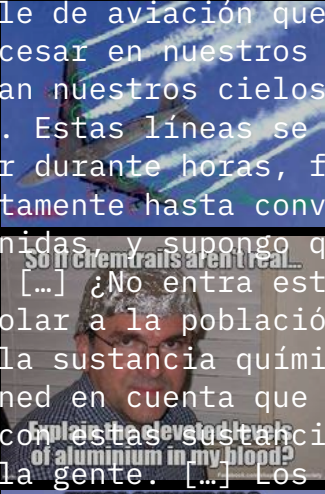 le de aviación que
cesar en nuestros
an nuestros cielos
. Estas líneas se
r durante horas, f
tamente hasta conv
nidas, y supongo q
So if chemtrails aren't real...
[…] ¿No entra est
olar a la població
la sustancia quími
ned en cuenta que
Explain the elevated levels
con estas sustanci
of aluminium in my blood?
la gente. […] Los